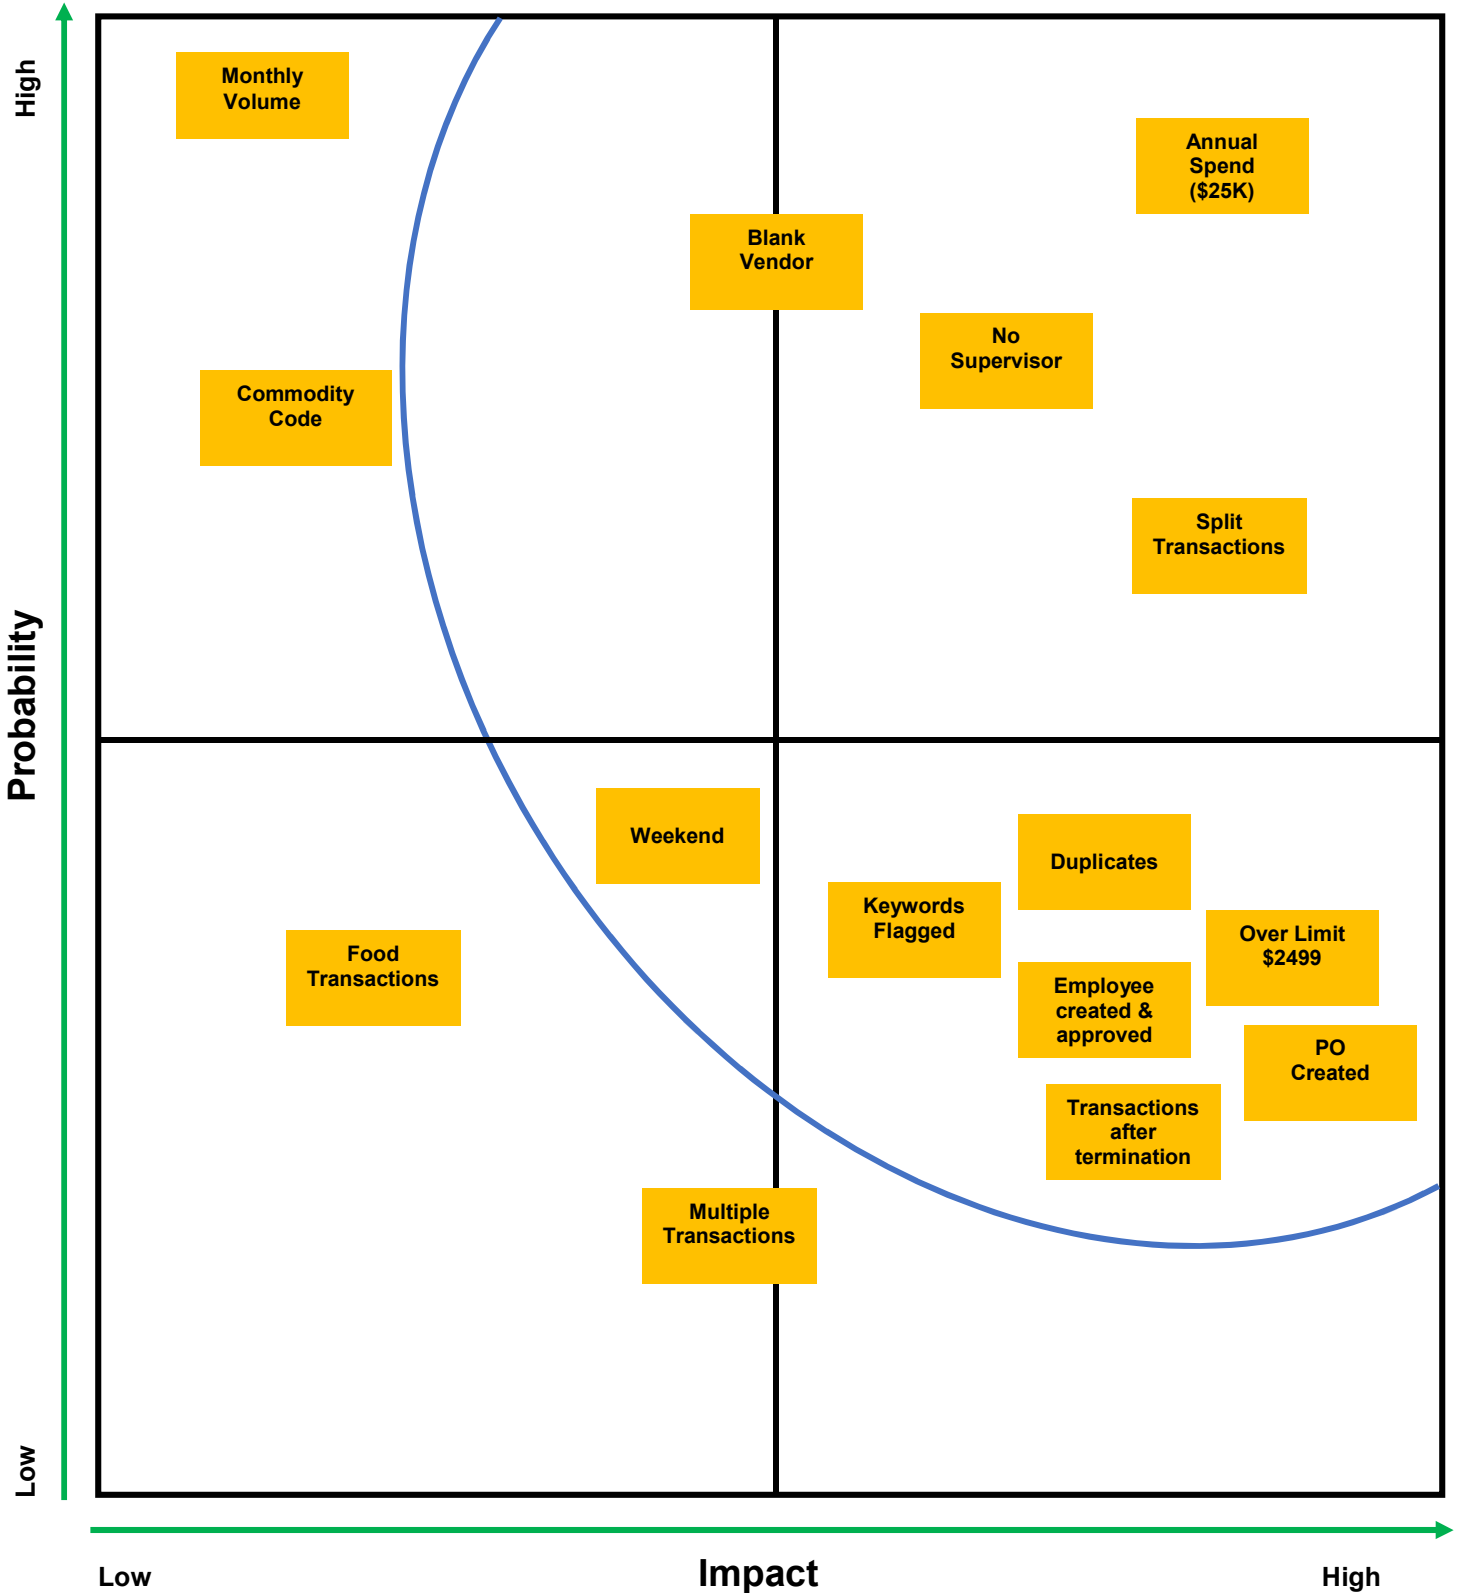 High
Monthly
Volume
Annual
Spend
($25K)
Blank
Vendor
No
Supervisor
Commodity
Code
Split
Transactions
Probability
Weekend
Duplicates
Keywords
Flagged
Over Limit
$2499
Food
Transactions
Employee
created &
approved
PO
Created
Transactions
after
termination
Multiple
Transactions
Low
Low
Impact
High